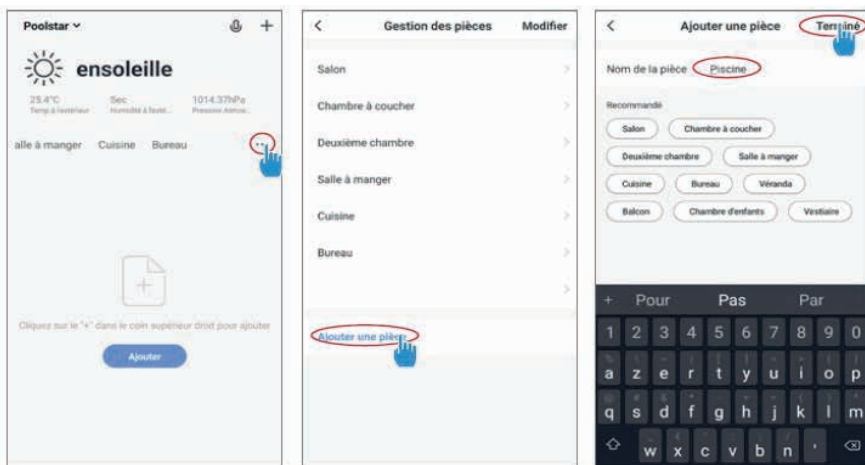 Poolstar
ensoleille
25.4°C Sec 1014.37hPa
Temp à l'extérieur Humidité à l'exté... Pression Atmos...
alle à manger Cuisine Bureau
Cliquez sur le "+" dans le coin supérieur droit pour ajouter
Ajouter
Gestion des pièces Modifier
Salon
Chambre à coucher
Deuxième chambre
Salle à manger
Cuisine
Bureau
Ajouter une pièce
Ajouter une pièce Terminé
Nom de la pièce Piscine
Recommandé
Salon Chambre à coucher
Deuxième chambre Salle à manger
Cuisine Bureau Véranda
Balcon Chambre d'enfants Vestiaire
+ Pour Pas Par
1 2 3 4 5 6 7 8 9 0
a z e r t y u i o p
q s d f g h j k l m
w x c v b n '